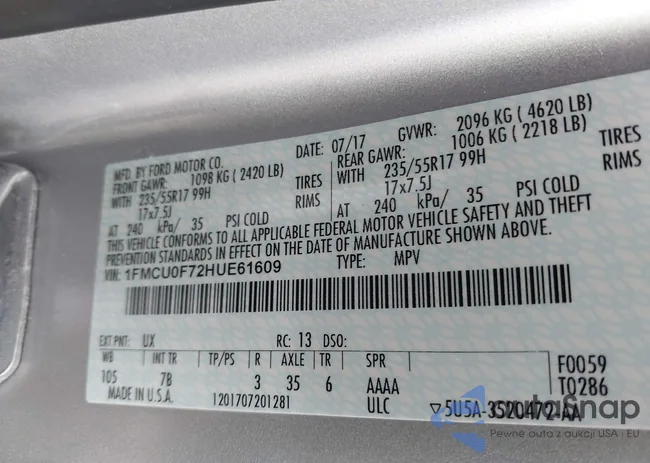 MFD. BY FORD MOTOR CO. DATE: 07/17 GVWR: 2096 KG ( 4620 LB)
FRONT GAWR: 1098 KG ( 2420 LB) REAR GAWR: 1006 KG ( 2218 LB)
WITH 235/55R17 99H TIRES WITH 235/55R17 99H TIRES
17x7.5J RIMS 17x7.5J RIMS
AT 240 kPa/ 35 PSI COLD AT 240 kPa/ 35 PSI COLD
THIS VEHICLE CONFORMS TO ALL APPLICABLE FEDERAL MOTOR VEHICLE SAFETY AND THEFT
PREVENTION STANDARDS IN EFFECT ON THE DATE OF MANUFACTURE SHOWN ABOVE.
VIN: 1FMCU0F72HUE61609 TYPE: MPV
EXT PNT: UX RC: 13 DSO:
WB INT TR TP/PS R AXLE TR SPR F0059
105 7B 3 35 6 AAAA T0286
MADE IN U.S.A. 1201707201281 ULC ▽5U5A-3520472-AA
autoSnap
Pewne auta z aukcji USA i EU